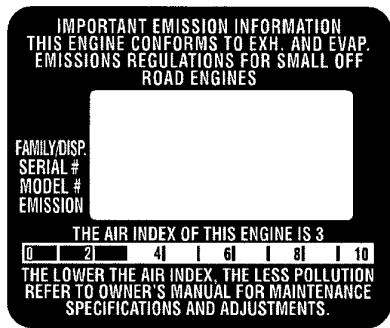 IMPORTANT EMISSION INFORMATION
THIS ENGINE CONFORMS TO EXH. AND EVAP.
EMISSIONS REGULATIONS FOR SMALL OFF
ROAD ENGINES
FAMILY/DISP.
SERIAL #
MODEL #
EMISSION
THE AIR INDEX OF THIS ENGINE IS 3
0 2 4 6 8 10
THE LOWER THE AIR INDEX, THE LESS POLLUTION
REFER TO OWNER'S MANUAL FOR MAINTENANCE
SPECIFICATIONS AND ADJUSTMENTS.